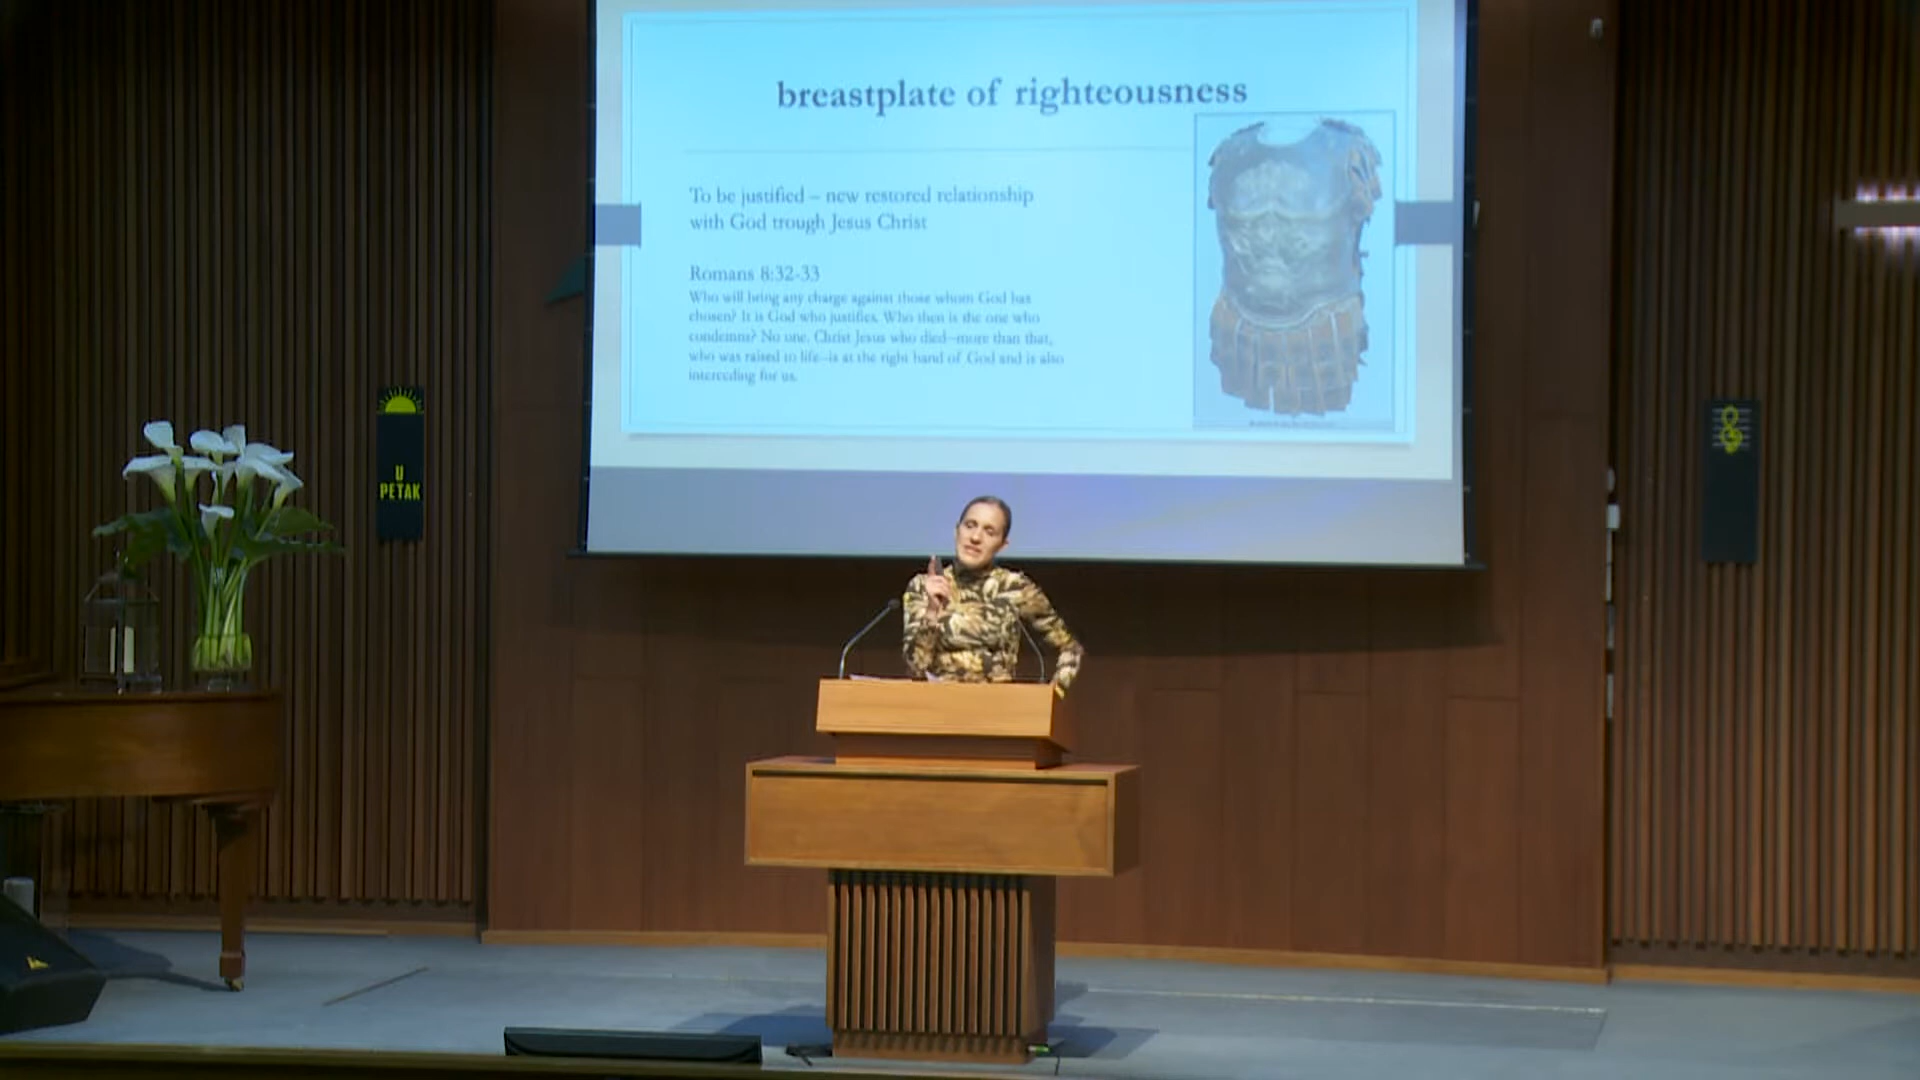 breastplate of righteousness
To be justified – new restored relationship
with God trough Jesus Christ
Romans 8:32-33
Who will bring any charge against those whom God has
chosen? It is God who justifies. Who then is the one who
condemns? No one. Christ Jesus who died—more than that,
who was raised to life—is at the right hand of God and is also
interceding for us.
U
PETAK